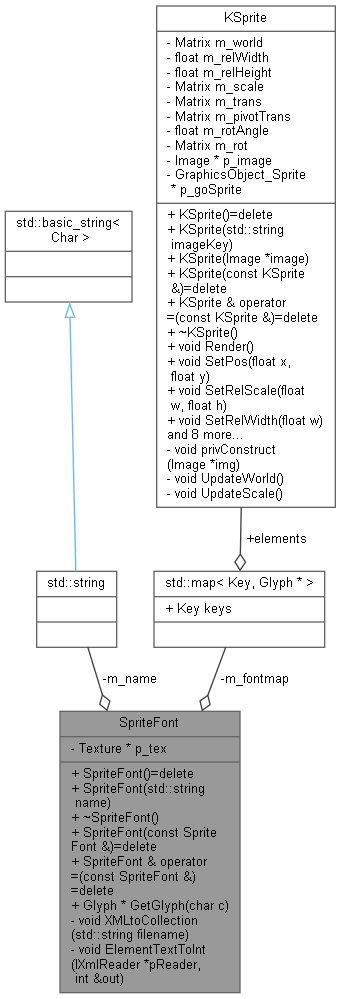 KSprite
- Matrix m_world
- float m_relWidth
- float m_relHeight
- Matrix m_scale
- Matrix m_trans
- Matrix m_pivotTrans
- float m_rotAngle
- Matrix m_rot
- Image * p_image
- GraphicsObject_Sprite
* p_goSprite
+ KSprite()=delete
+ KSprite(std::string
imageKey)
+ KSprite(Image *image)
+ KSprite(const KSprite
&)=delete
+ KSprite & operator
=(const KSprite &)=delete
+ ~KSprite()
+ void Render()
+ void SetPos(float x,
float y)
+ void SetRelScale(float
w, float h)
+ void SetRelWidth(float w)
and 8 more...
- void privConstruct
(Image *img)
- void UpdateWorld()
- void UpdateScale()
std::basic_string<
Char >
+elements
std::string
std::map< Key, Glyph * >
+ Key keys
-m_name
-m_fontmap
SpriteFont
- Texture * p_tex
+ SpriteFont()=delete
+ SpriteFont(std::string
name)
+ ~SpriteFont()
+ SpriteFont(const Sprite
Font &)=delete
+ SpriteFont & operator
=(const SpriteFont &)
=delete
+ Glyph * GetGlyph(char c)
- void XMLtoCollection
(std::string filename)
- void ElementTextToInt
(IXmlReader *pReader,
int &out)